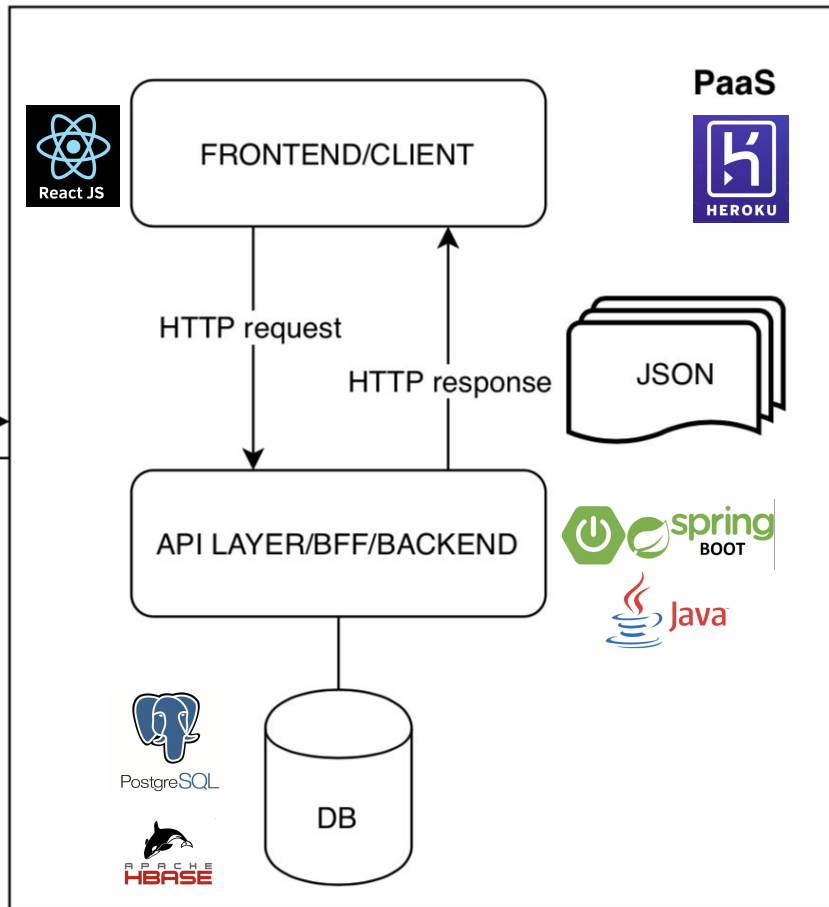 PaaS
React JS
FRONTEND/CLIENT
HEROKU
HTTP request
HTTP response
JSON
API LAYER/BFF/BACKEND
spring
BOOT
Java
PostgreSQL
DB
APACHE
HBASE